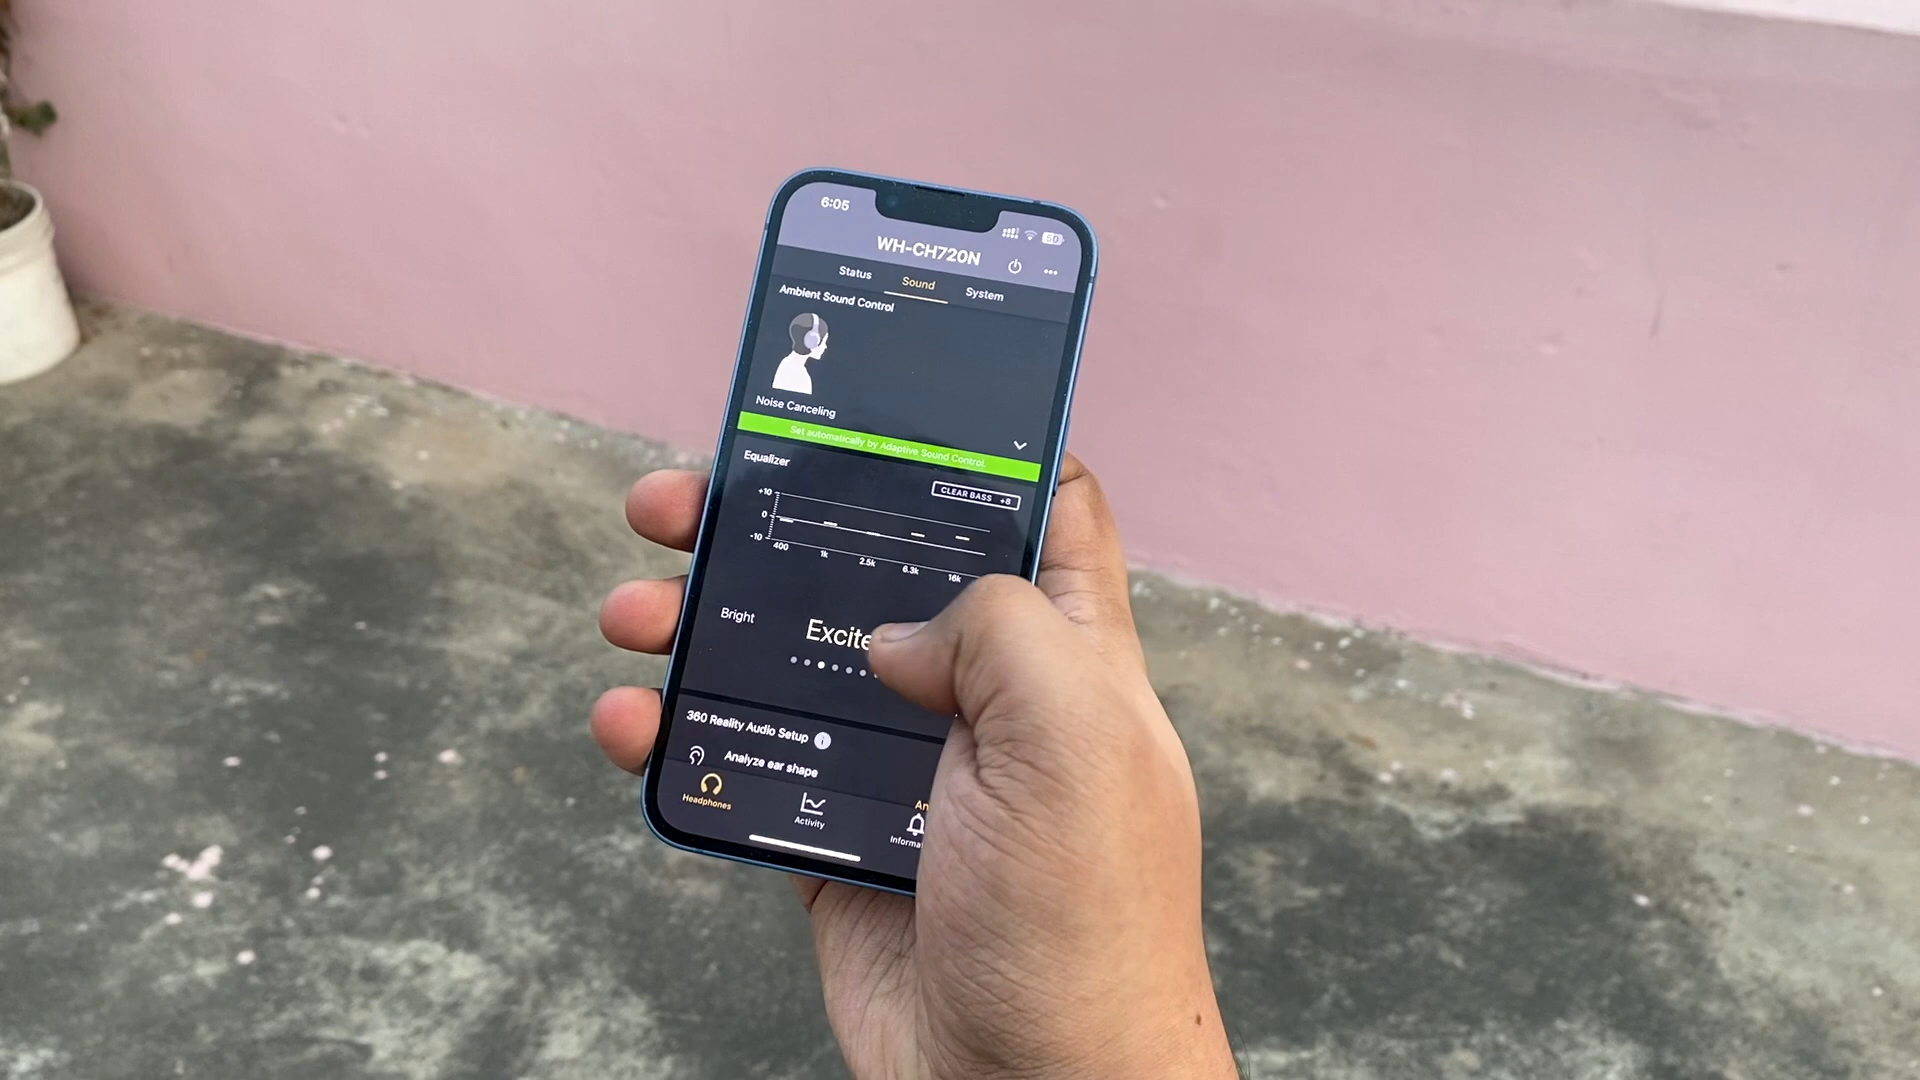 6:05
50
WH-CH720N
Status Sound System
Ambient Sound Control
Noise Canceling
Set automatically by Adaptive Sound Control.
Equalizer
CLEAR BASS +8
+10
0
-10
400 1k 2.5k 6.3k 16k
Bright Excite
360 Reality Audio Setup i
Analyze ear shape
An
Headphones Activity Informa